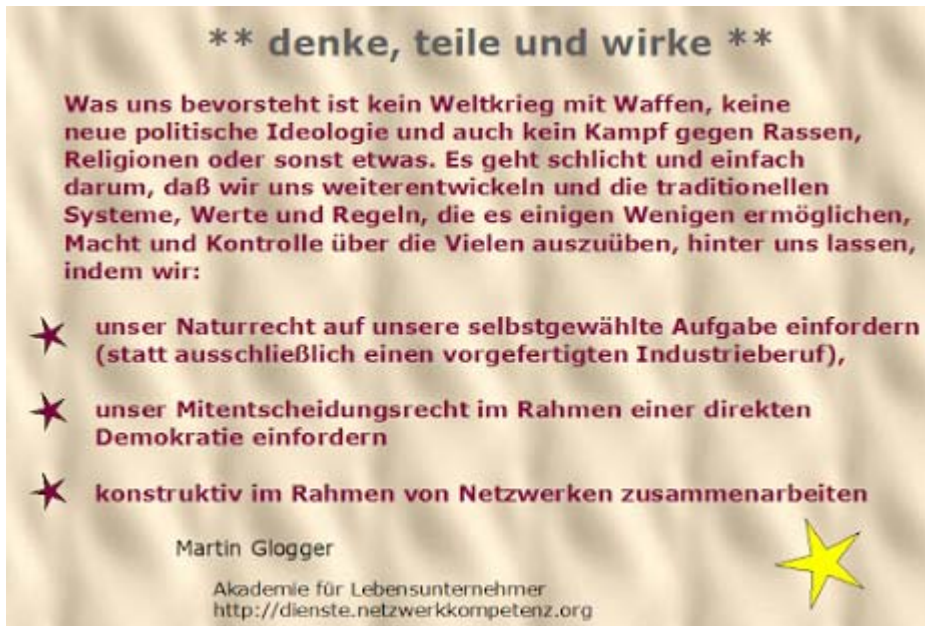 ** denke, teile und wirke **
Was uns bevorsteht ist kein Weltkrieg mit Waffen, keine
neue politische Ideologie und auch kein Kampf gegen Rassen,
Religionen oder sonst etwas. Es geht schlicht und einfach
darum, daß wir uns weiterentwickeln und die traditionellen
Systeme, Werte und Regeln, die es einigen Wenigen ermöglichen,
Macht und Kontrolle über die Vielen auszuüben, hinter uns lassen,
indem wir:
unser Naturrecht auf unsere selbstgewählte Aufgabe einfordern
(statt ausschließlich einen vorgefertigten Industrieberuf),
unser Mitentscheidungsrecht im Rahmen einer direkten
Demokratie einfordern
konstruktiv im Rahmen von Netzwerken zusammenarbeiten
Martin Glogger
Akademie für Lebensunternehmer
http://dienste.netzwerkkompetenz.org